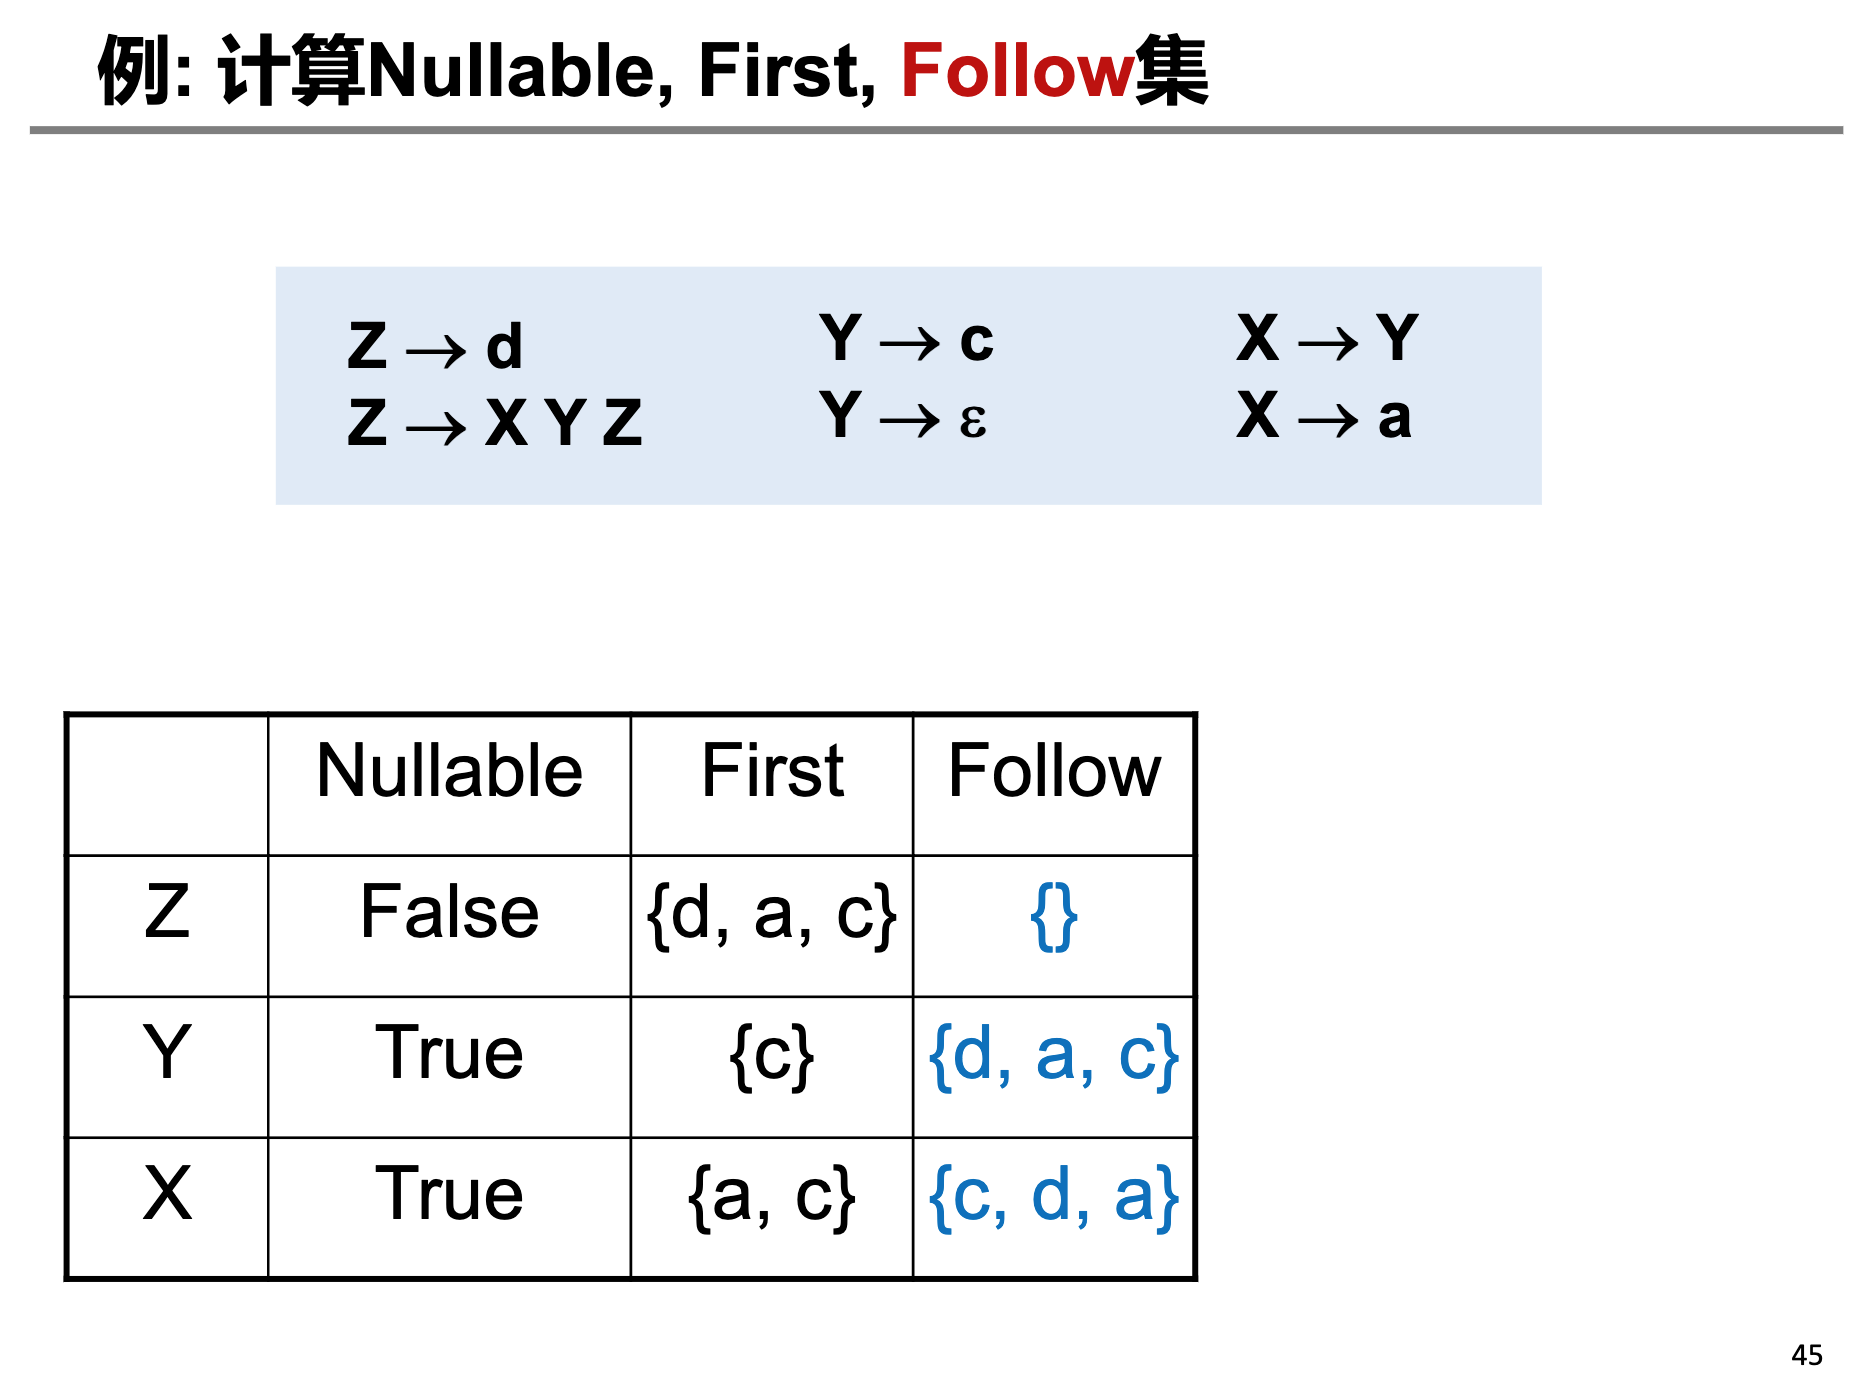 例: 计算Nullable, First, Follow集
Z → d
Z → X Y Z
Y → c
Y → ε
X → Y
X → a
Nullable First Follow
Z False {d, a, c} {}
Y True {c} {d, a, c}
X True {a, c} {c, d, a}
45